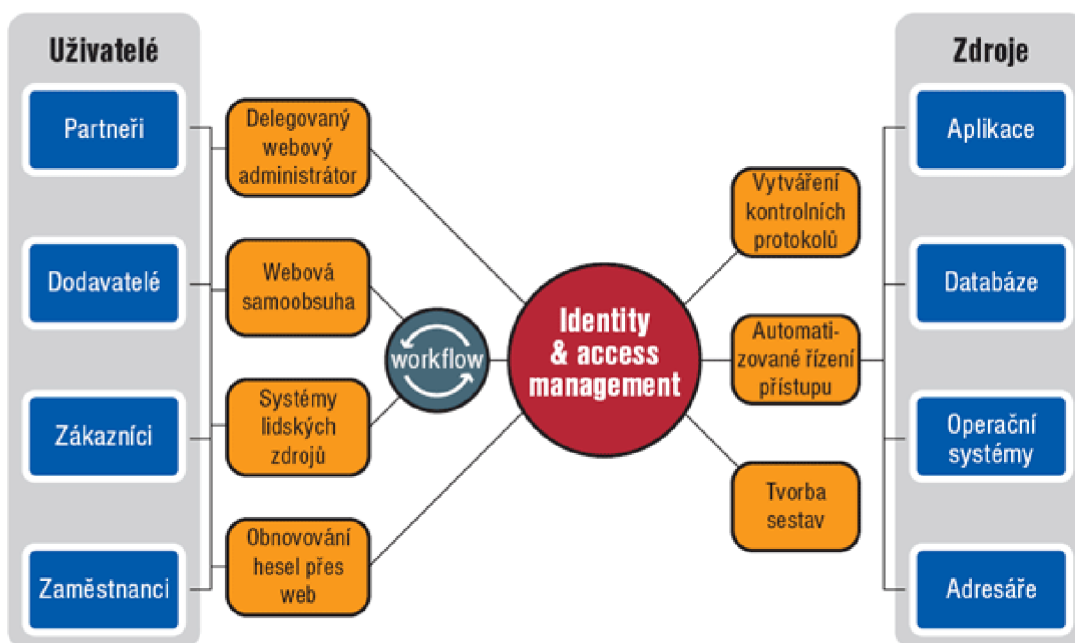 Uživatelé
Partneři
Dodavatelé
Zákazníci
Zaměstnanci
Delegovaný
webový
administrátor
Webová
samoobsuha
Systémy
lidských
zdrojů
Obnovování
hesel přes
web
workflow
Identity
& access
management
Vytváření
kontrolních
protokolů
Automati-
zované řízení
přístupu
Tvorba
sestav
Zdroje
Aplikace
Databáze
Operační
systémy
Adresáře